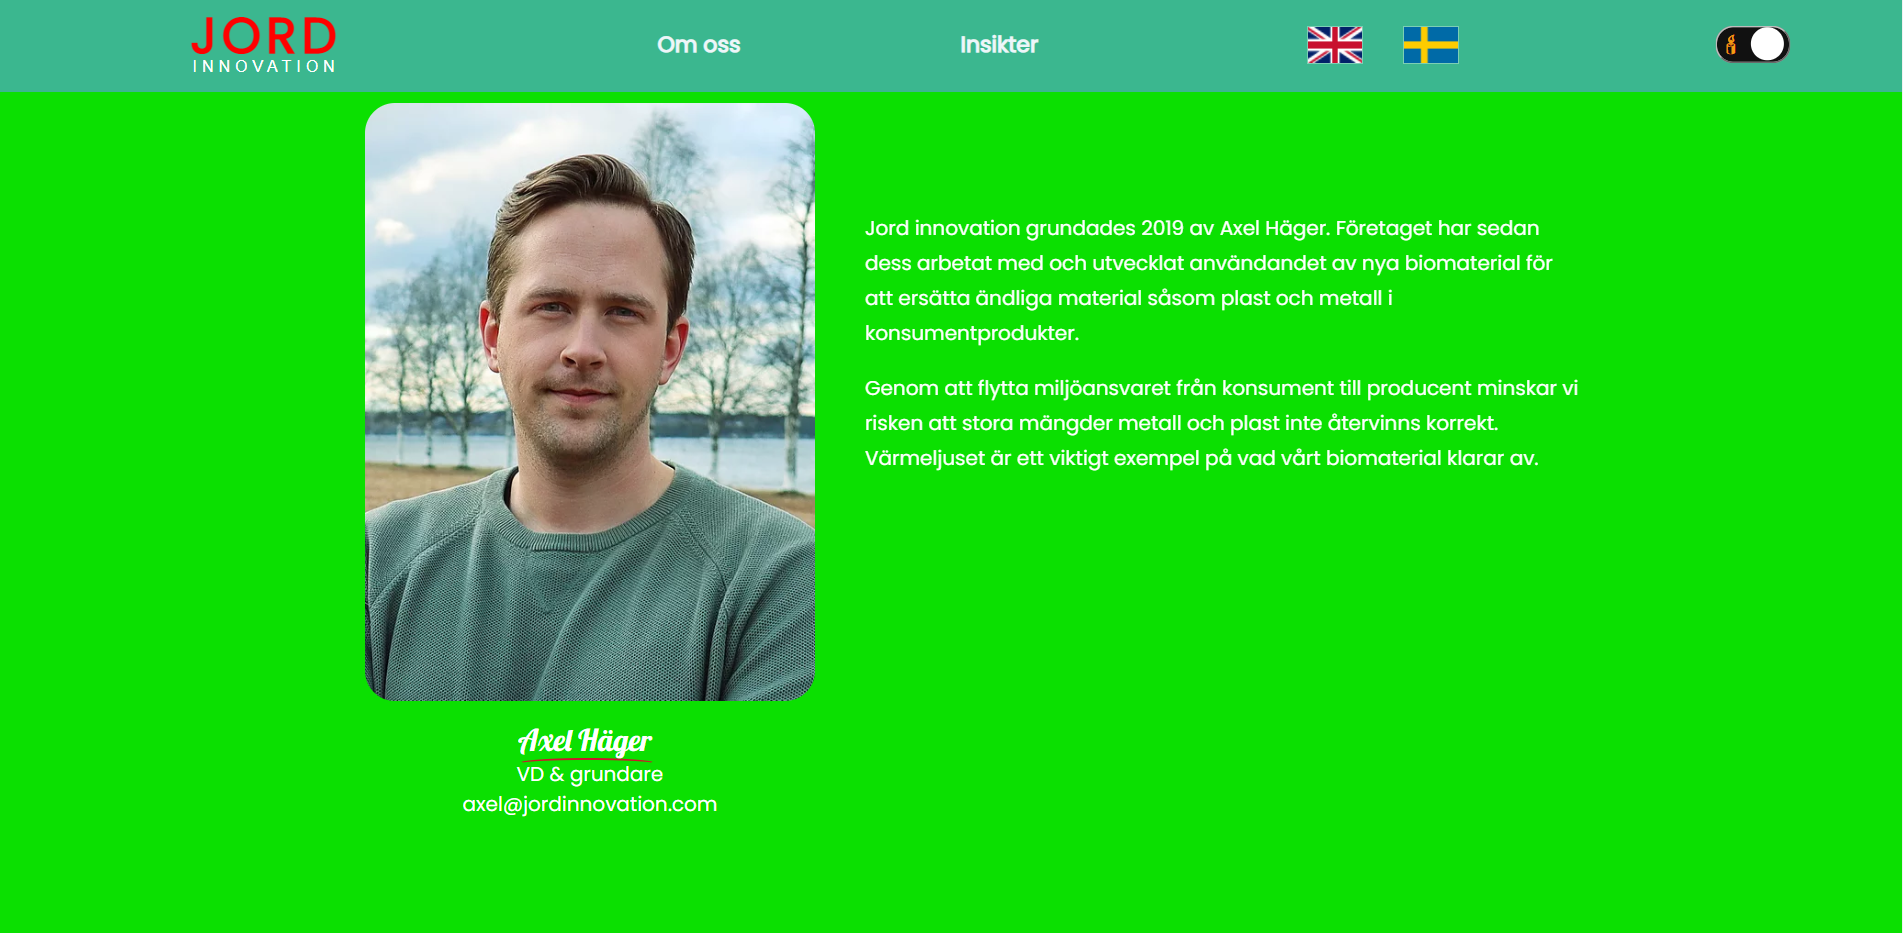 JORD
INNOVATION
Om oss
Insikter
Jord innovation grundades 2019 av Axel Häger. Företaget har sedan
dess arbetat med och utvecklat användandet av nya biomaterial för
att ersätta ändliga material såsom plast och metall i
konsumentprodukter.
Genom att flytta miljöansvaret från konsument till producent minskar vi
risken att stora mängder metall och plast inte återvinns korrekt.
Värmeljuset är ett viktigt exempel på vad vårt biomaterial klarar av.
Axel Häger
VD & grundare
axel@jordinnovation.com